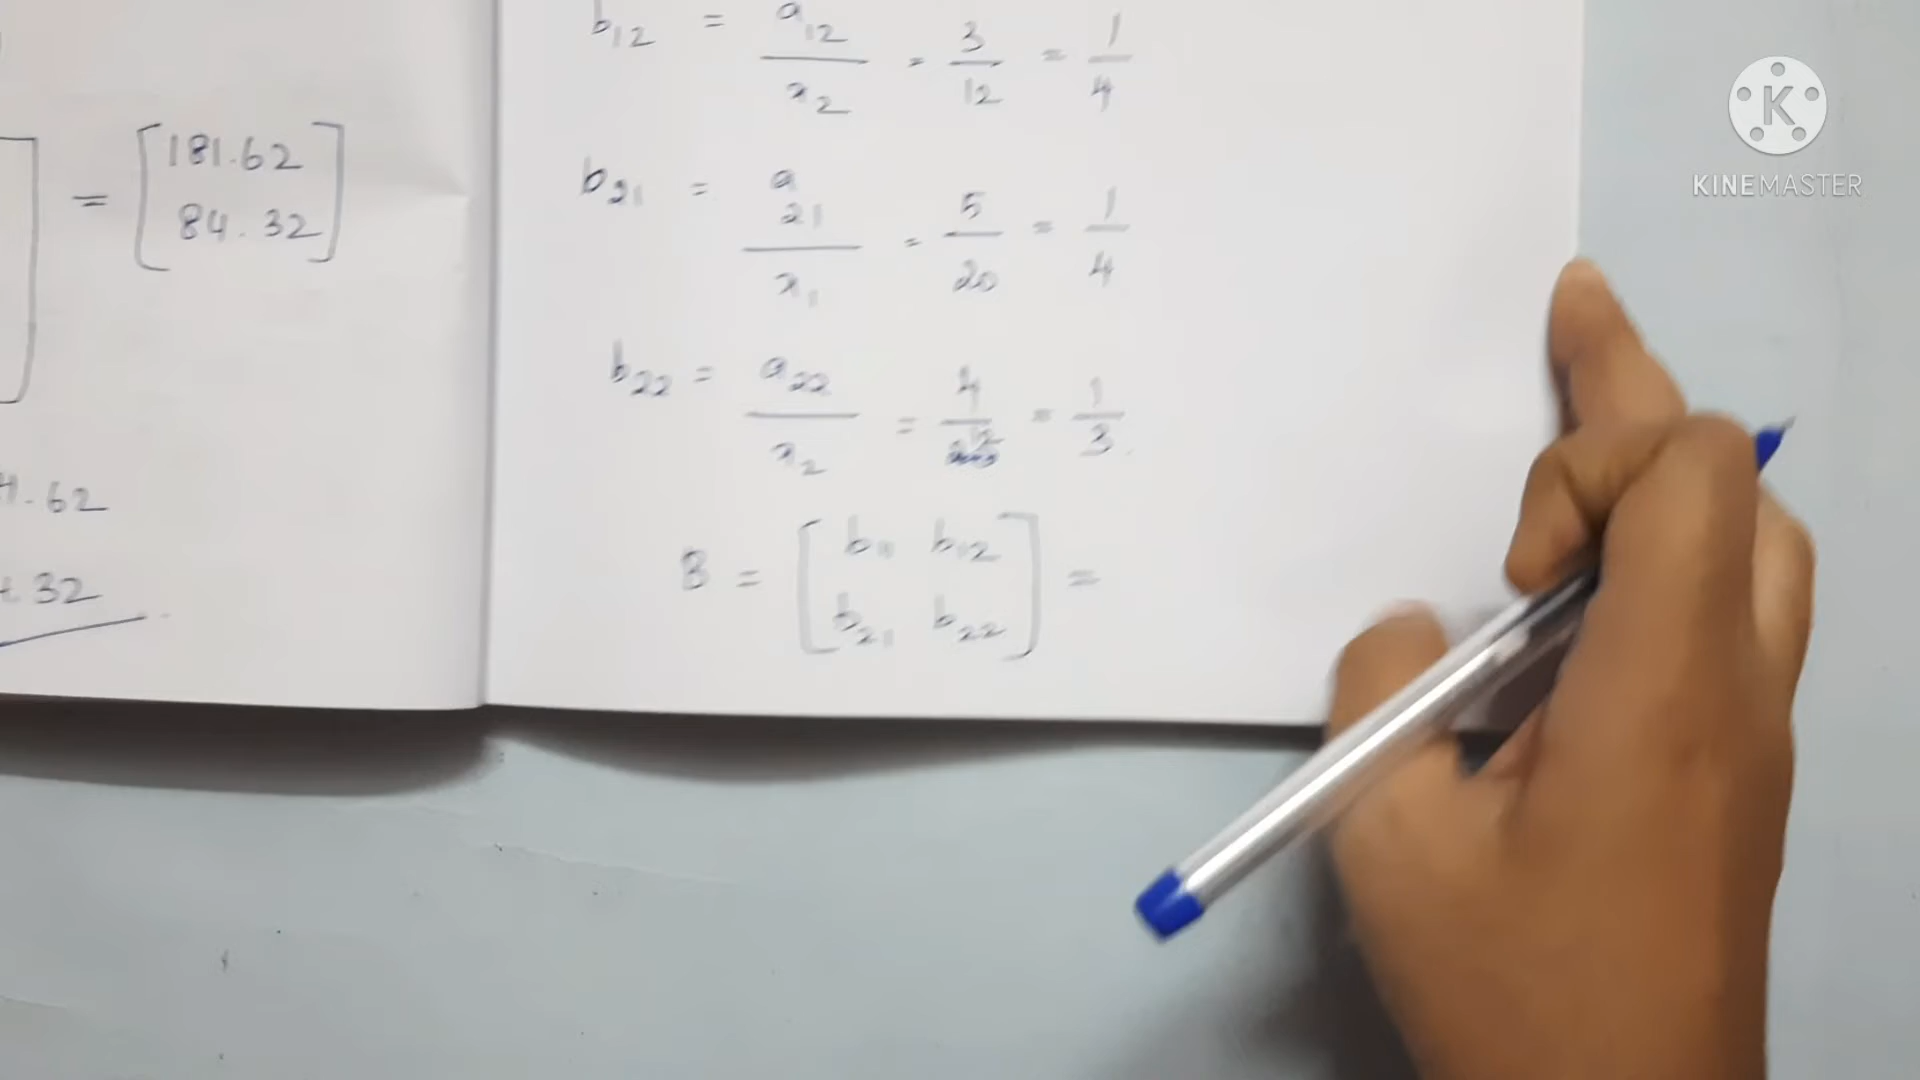 = [181.62
84.32]
.62
32
b12 = a12/x2 = 3/12 = 1/4
b21 = a21/x1 = 5/20 = 1/4
b22 = a22/x2 = 4/12 = 1/3.
B = [b11 b12
b21 b22] =
KINEMASTER